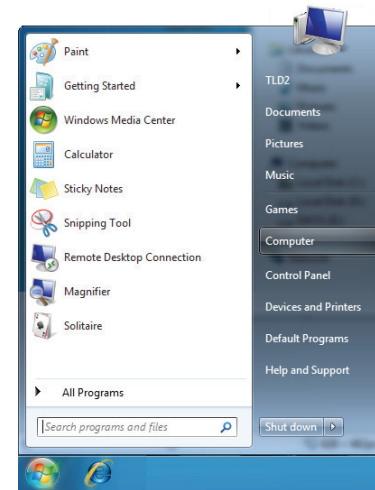 Paint
Getting Started
Windows Media Center
Calculator
Sticky Notes
Snipping Tool
Remote Desktop Connection
Magnifier
Solitaire
All Programs
Search programs and files
TLD2
Documents
Pictures
Music
Games
Computer
Control Panel
Devices and Printers
Default Programs
Help and Support
Shut down